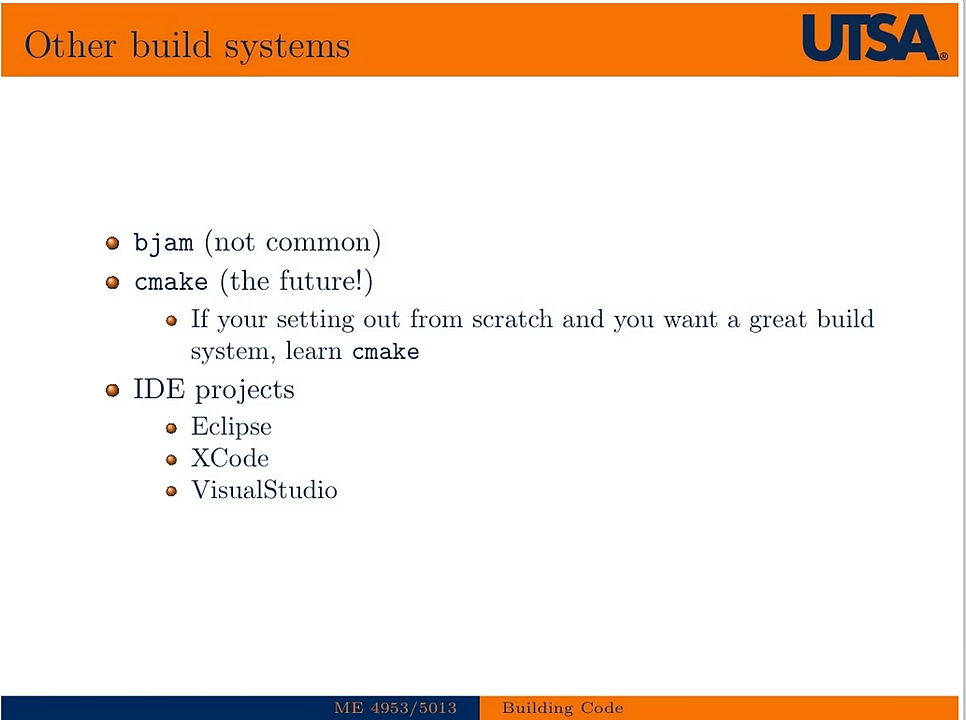 Other build systems
UTSA®
bjam (not common)
cmake (the future!)
If your setting out from scratch and you want a great build
system, learn cmake
IDE projects
Eclipse
XCode
VisualStudio
ME 4953/5013
Building Code